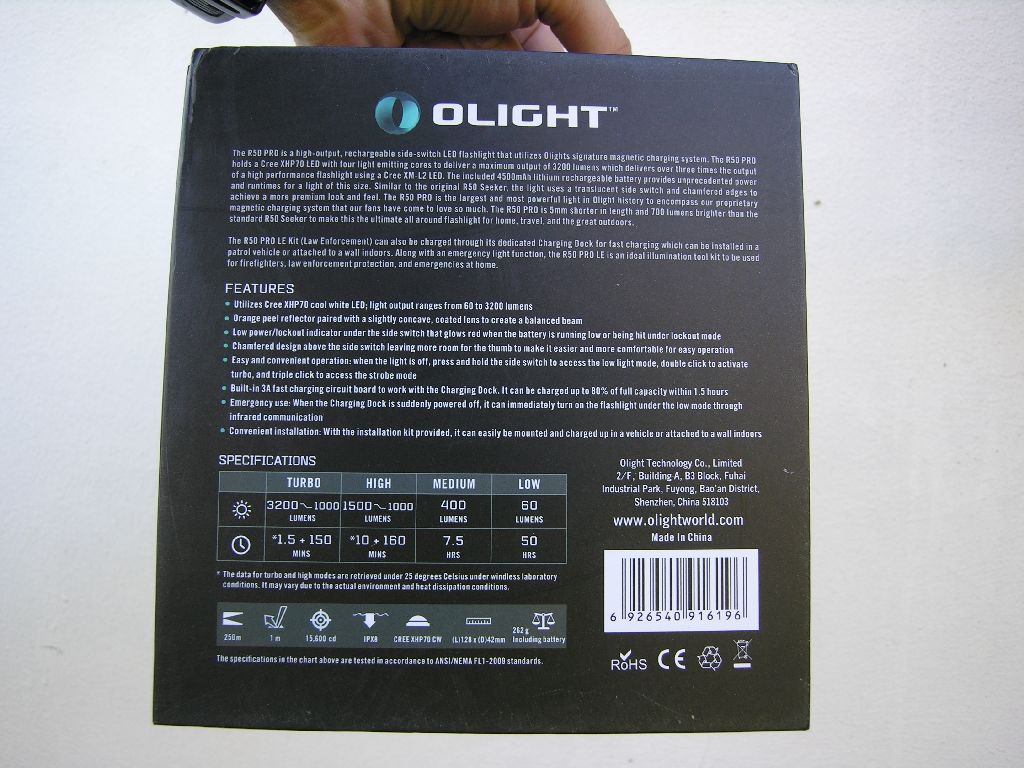 OLIGHT™
The R50 PRO is a high-output, rechargeable side-switch LED flashlight that utilizes Olights signature magnetic charging system. The R50 PRO
holds a Cree XHP70 LED with four light emitting cores to deliver a maximum output of 3200 lumens which delivers over three times the output
of a high performance flashlight using a Cree XM-L2 LED. The included 4500mAh lithium rechargeable battery provides unprecedented power
and runtimes for a light of this size. Similar to the original R50 Seeker, the light uses a translucent side switch and chamfered edges to
achieve a more premium look and feel. The R50 PRO is the largest and most powerful light in Olight history to encompass our proprietary
magnetic charging system that our fans have come to love so much. The R50 PRO is 5mm shorter in length and 700 lumens brighter than the
standard R50 Seeker to make this the ultimate all around flashlight for home, travel, and the great outdoors.
The R50 PRO LE Kit (Law Enforcement) can also be charged through its dedicated Charging Dock for fast charging which can be installed in a
patrol vehicle or attached to a wall indoors. Along with an emergency light function, the R50 PRO LE is an ideal illumination tool kit to be used
for firefighters, law enforcement protection, and emergencies at home.
FEATURES
• Utilizes Cree XHP70 cool white LED; light output ranges from 60 to 3200 lumens
• Orange peel reflector paired with a slightly concave, coated lens to create a balanced beam
• Low power/lockout indicator under the side switch that glows red when the battery is running low or being hit under lockout mode
• Chamfered design above the side switch leaving more room for the thumb to make it easier and more comfortable for easy operation
• Easy and convenient operation: when the light is off, press and hold the side switch to access the low light mode, double click to activate
turbo, and triple click to access the strobe mode
• Built-in 3A fast charging circuit board to work with the Charging Dock. It can be charged up to 80% of full capacity within 1.5 hours
• Emergency use: When the Charging Dock is suddenly powered off, it can immediately turn on the flashlight under the low mode through
infrared communication
• Convenient installation: With the installation kit provided, it can easily be mounted and charged up in a vehicle or attached to a wall indoors
SPECIFICATIONS
TURBO HIGH MEDIUM LOW
3200~1000 1500~1000 400 60
LUMENS LUMENS LUMENS LUMENS
*1.5 + 150 *10 + 160 7.5 50
MINS MINS HRS HRS
* The data for turbo and high modes are retrieved under 25 degrees Celsius under windless laboratory
conditions. It may vary due to the actual environment and heat dissipation conditions.
250m 1m 15,600 cd IPX8 CREE XHP70 CW (L)128 x (D)42mm 262 g
Including battery
The specifications in the chart above are tested in accordance to ANSI/NEMA FL1-2009 standards.
Olight Technology Co., Limited
2/F, Building A, B3 Block, Fuhai
Industrial Park, Fuyong, Bao'an District,
Shenzhen, China 518103
www.olightworld.com
Made in China
6 926540 916196
RoHS CE